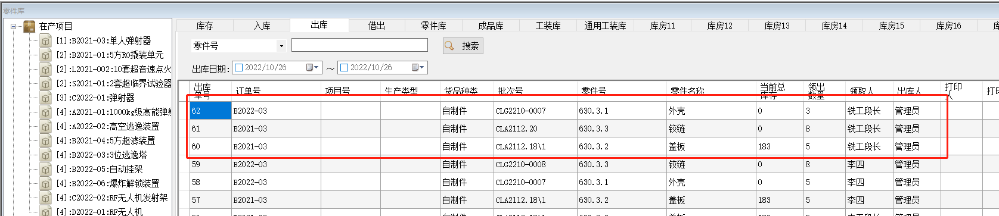 零件库
在产项目
[1]:B2021-03:单人弹射器
[2]:B2021-01:5方RO撬装单元
[2]:L2021-002:10套超音速点火
[2]:S2021-01:2套超临界试验器
[3]:C2022-01:弹射器
[4]:A2021-01:1000kg级高能弹射
[4]:A2022-02:高空逃逸装置
[4]:B2021-04:5方超滤装置
[4]:B2022-03:3位逃逸塔
[4]:B2022-05:自动挂架
[4]:B2022-06:爆炸解锁装置
[4]:C2022-02:RF无人机发射架
[4]:D2022-01:RF无人机
库存 入库 出库 借出 零件库 成品库 工装库 通用工装库 库房11 库房12 库房13 库房14 库房15 库房16
零件号 搜索
出库日期: 2022/10/26 ～ 2022/10/26
出库单号 订单号 项目号 生产类型 货品种类 批次号 零件号 零件名称 当前总库存 领出数量 领取人 出库人 打印人 打印
62 B2022-03 自制件 CLG2210-0007 630.3.1 外壳 0 3 铣工段长 管理员
61 B2021-03 自制件 CLA2112.20 630.3.3 铰链 0 8 铣工段长 管理员
60 B2021-03 自制件 CLA2112.18\1 630.3.2 盖板 183 5 铣工段长 管理员
59 B2022-03 自制件 CLG2210-0008 630.3.3 铰链 0 8 李四 管理员
58 B2022-03 自制件 CLG2210-0007 630.3.1 外壳 0 5 李四 管理员
57 B2021-03 自制件 CLA2112.18\1 630.3.2 盖板 183 5 李四 管理员